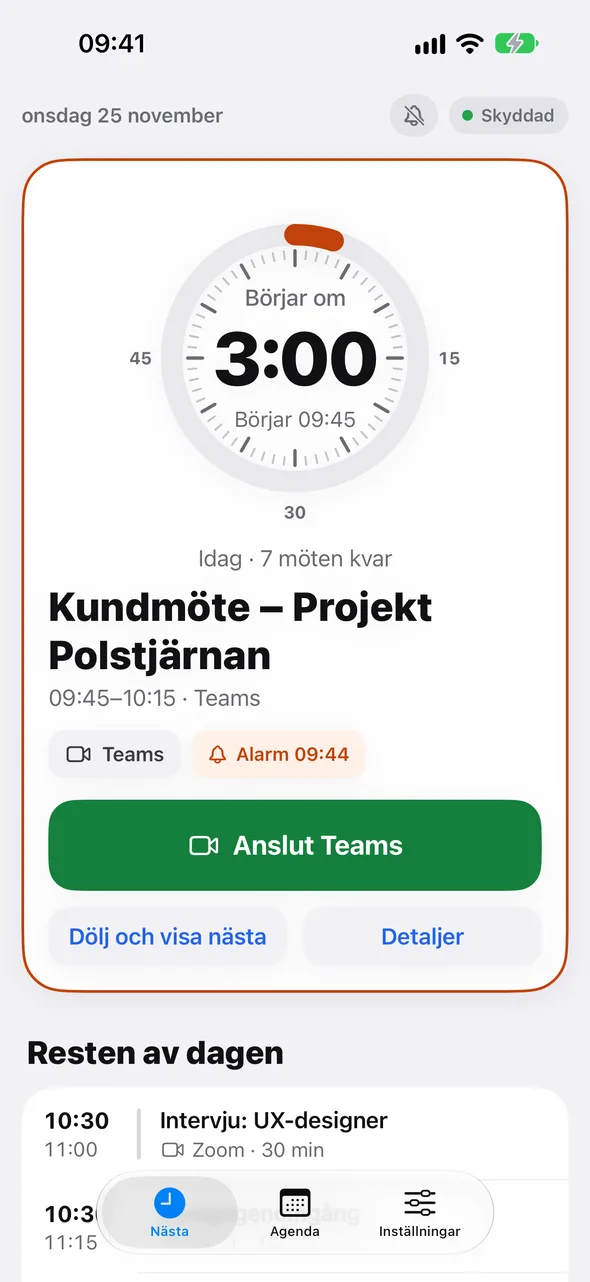 09:41
onsdag 25 november
Skyddad
Börjar om
3:00
Börjar 09:45
45
15
30
Idag · 7 möten kvar
Kundmöte – Projekt
Polstjärnan
09:45–10:15 · Teams
Teams
Alarm 09:44
Anslut Teams
Dölj och visa nästa
Detaljer
Resten av dagen
10:30
Intervju: UX-designer
11:00
Zoom · 30 min
11:15
Nästa
Agenda
Inställningar